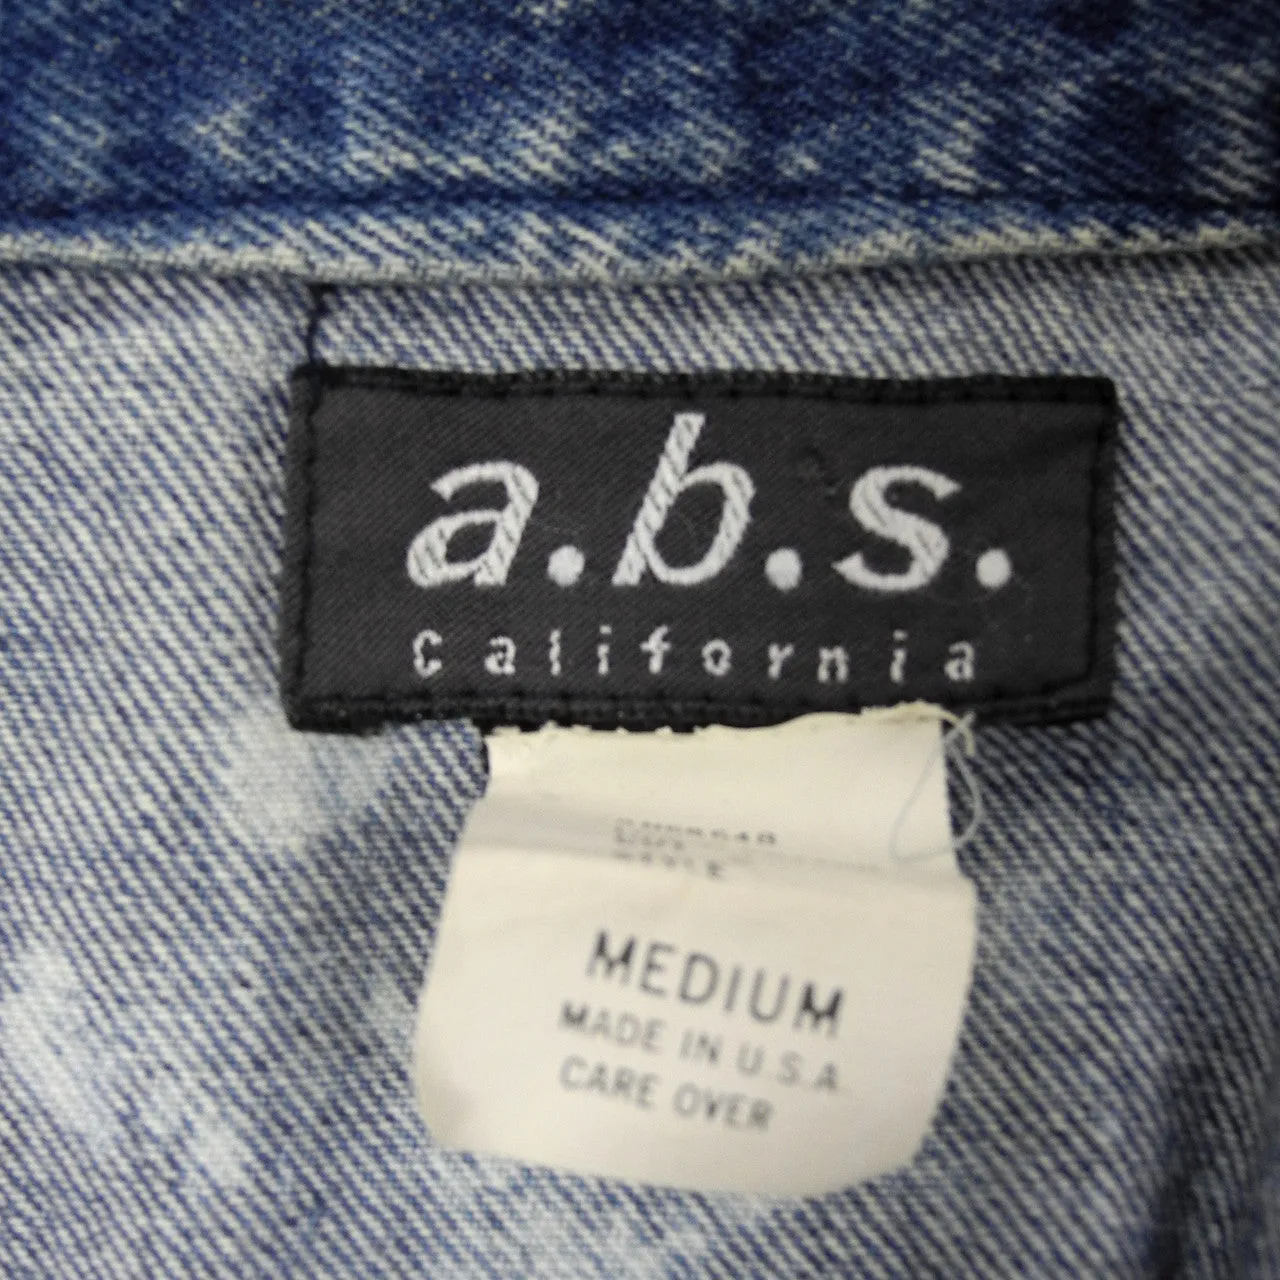 a.b.s.
California
MEDIUM
MADE IN U.S.A.
CARE OVER